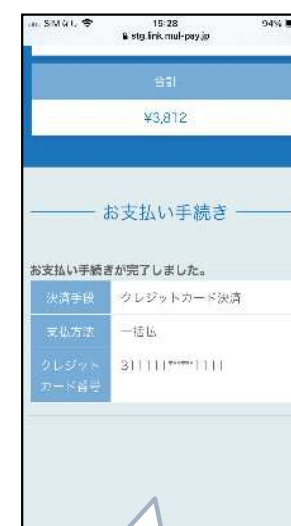 SIMなし 15:28 94%
stg.link.mul-pay.jp
合計
¥3,812
お支払い手続き
お支払い手続きが完了しました。
決済手段 クレジットカード決済
支払方法 一括払
クレジット 311111******1111
カード番号